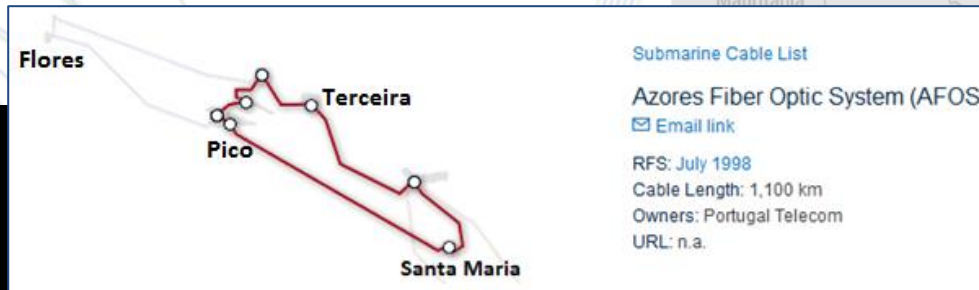 Flores
Terceira
Pico
Santa Maria
Submarine Cable List
Azores Fiber Optic System (AFOS
Email link
RFS: July 1998
Cable Length: 1,100 km
Owners: Portugal Telecom
URL: n.a.